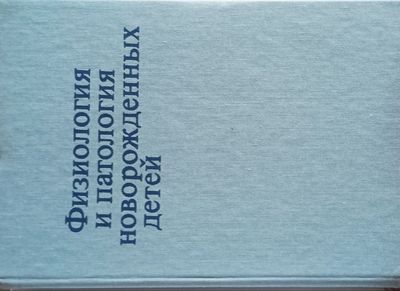 Физиология
и патология
новорожденных
детей